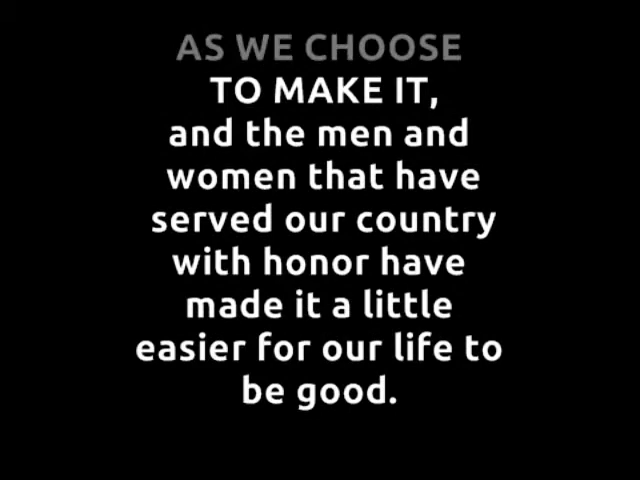 AS WE CHOOSE
TO MAKE IT,
and the men and
women that have
served our country
with honor have
made it a little
easier for our life to
be good.